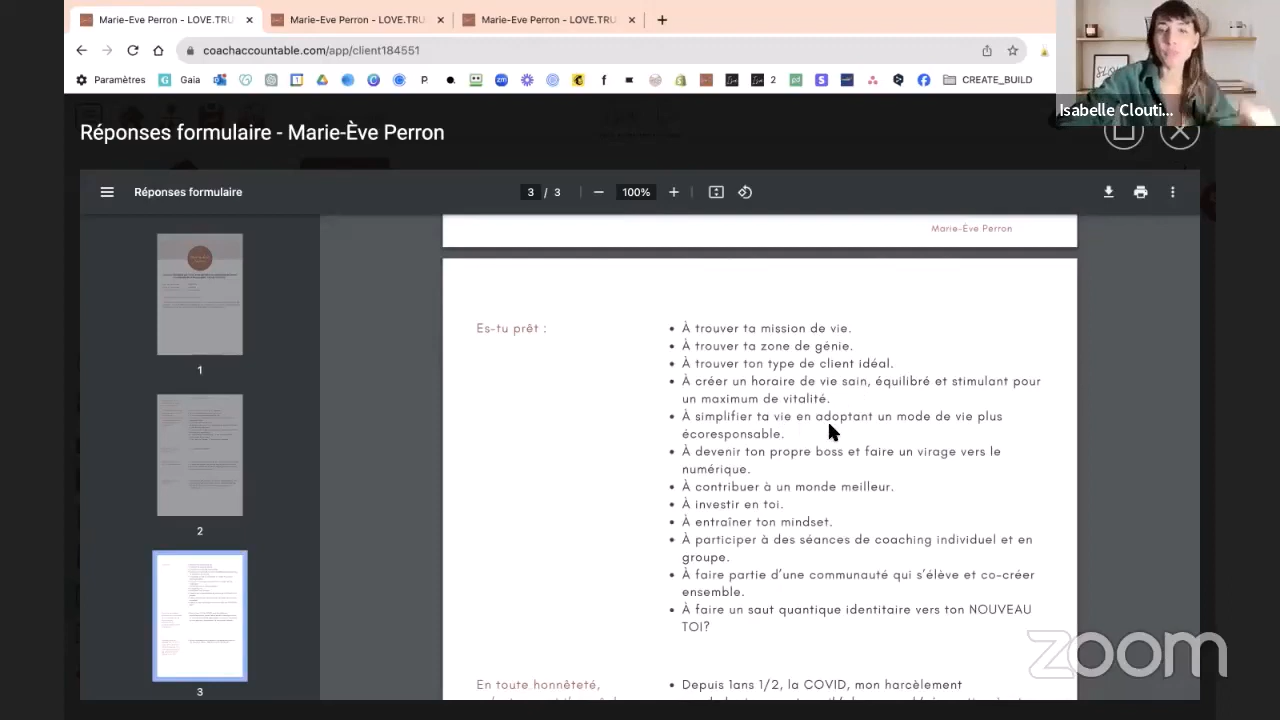 Marie-Eve Perron - LOVE.TRU
Marie-Eve Perron - LOVE.TRU
Marie-Eve Perron - LOVE.TRU
coachaccountable.com/app/client184551
Paramètres
Gaia
2
CREATE_BUILD
Isabelle Clouti...
Réponses formulaire - Marie-Ève Perron
Réponses formulaire
3 / 3
100%
1
2
3
Marie-Eve Perron
Es-tu prêt :
• À trouver ta mission de vie.
• À trouver ta zone de génie.
• À trouver ton type de client idéal.
• À créer un horaire de vie sain, équilibré et stimulant pour
un maximum de vitalité.
• À simplifier ta vie en adoptant un mode de vie plus
écoresponsable.
• À devenir ton propre boss et faire un virage vers le
numérique.
• À contribuer à un monde meilleur.
• À investir en toi.
• À entraîner ton mindset.
• À participer à des séances de coaching individuel et en
groupe.
• À faire partie d'une communauté qui s'élève et co-créer
ensemble.
• À faire un saut quantique identitaire vers ton NOUVEAU
TOI?
En toute honnêteté,
• Depuis 1ans 1/2, la COVID, mon harcèlement
zoom